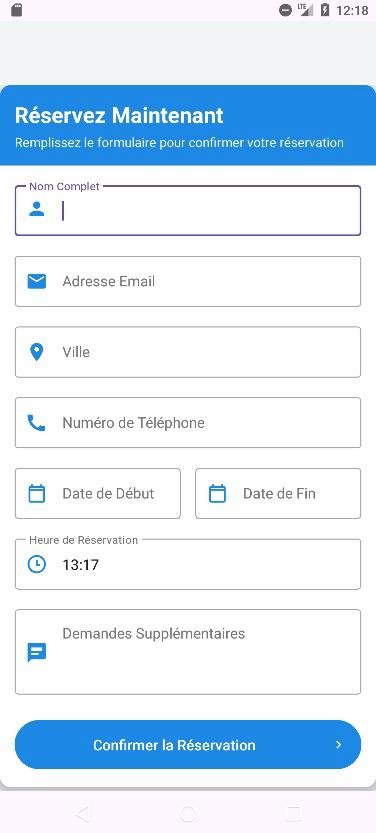 LTE 12:18
Réservez Maintenant
Remplissez le formulaire pour confirmer votre réservation
Nom Complet
Adresse Email
Ville
Numéro de Téléphone
Date de Début Date de Fin
Heure de Réservation
13:17
Demandes Supplémentaires
Confirmer la Réservation